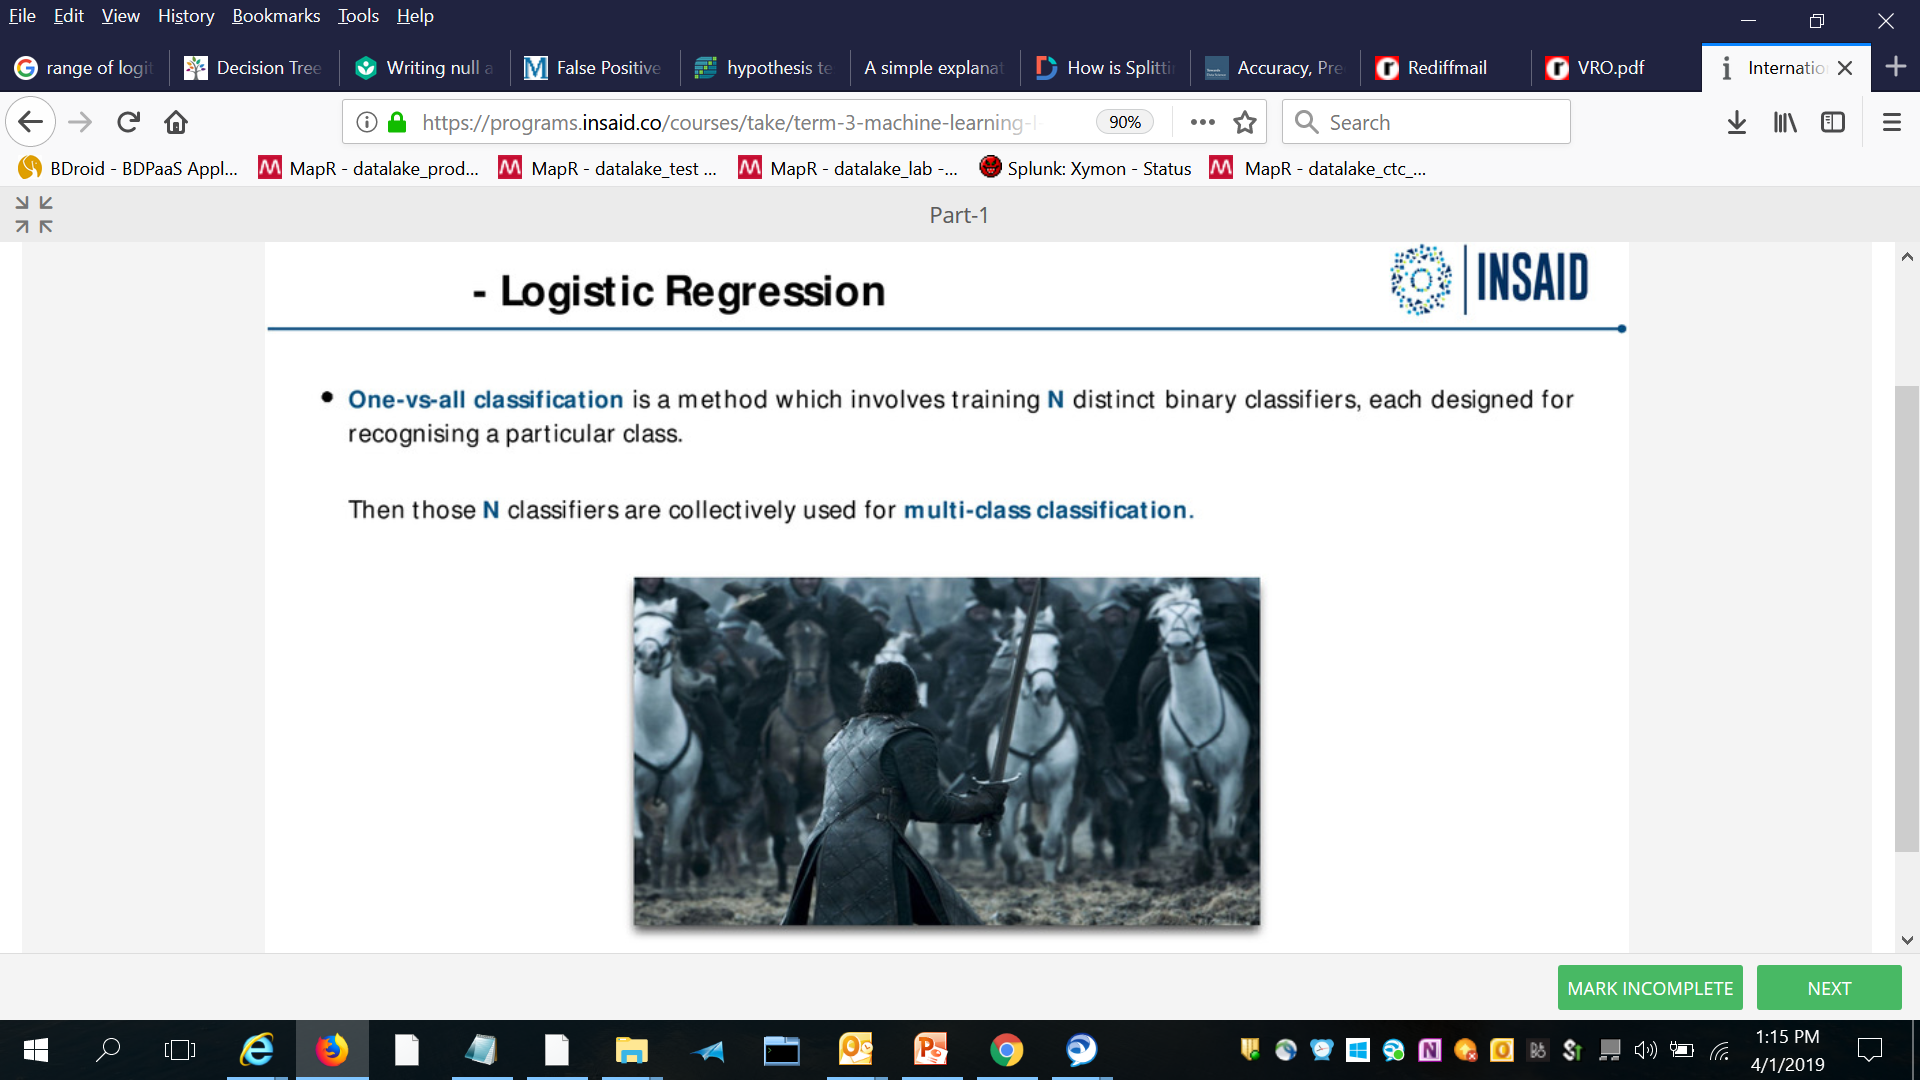 File Edit View History Bookmarks Tools Help
range of logit
Decision Tree
Writing null a
False Positive
hypothesis te
A simple explanat
How is Splitti
Accuracy, Pre
Rediffmail
VRO.pdf
Internatio
https://programs.insaid.co/courses/take/term-3-machine-learning-l
90%
Search
BDroid - BDPaaS Appl...
MapR - datalake_prod...
MapR - datalake_test ...
MapR - datalake_lab -...
Splunk: Xymon - Status
MapR - datalake_ctc_...
Part-1
- Logistic Regression
INSAID
One-vs-all classification is a method which involves training N distinct binary classifiers, each designed for
recognising a particular class.
Then those N classifiers are collectively used for multi-class classification.
MARK INCOMPLETE
NEXT
1:15 PM
4/1/2019